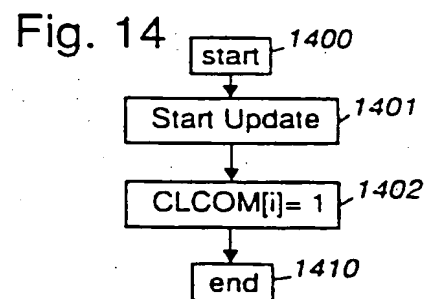 Fig. 14
start 1400
Start Update 1401
CLCOM[i]= 1 1402
end 1410